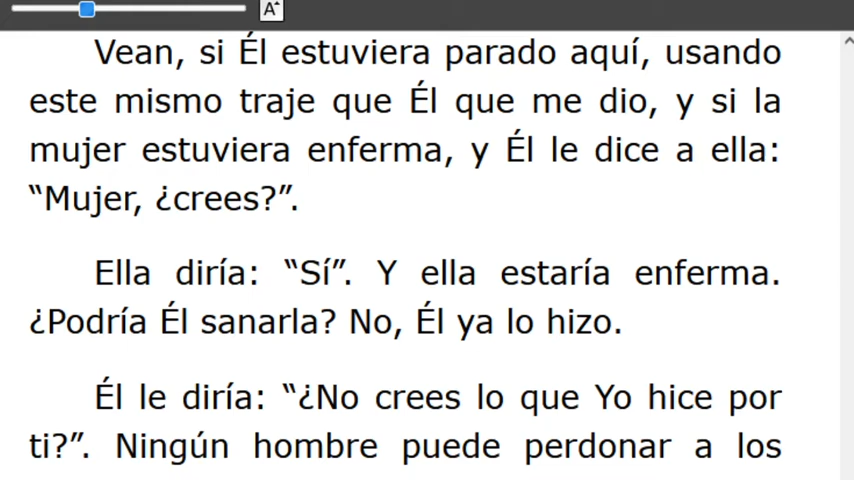 A
Vean, si Él estuviera parado aquí, usando
este mismo traje que Él que me dio, y si la
mujer estuviera enferma, y Él le dice a ella:
“Mujer, ¿crees?”.
Ella diría: “Sí”. Y ella estaría enferma.
¿Podría Él sanarla? No, Él ya lo hizo.
Él le diría: “¿No crees lo que Yo hice por
ti?”. Ningún hombre puede perdonar a los